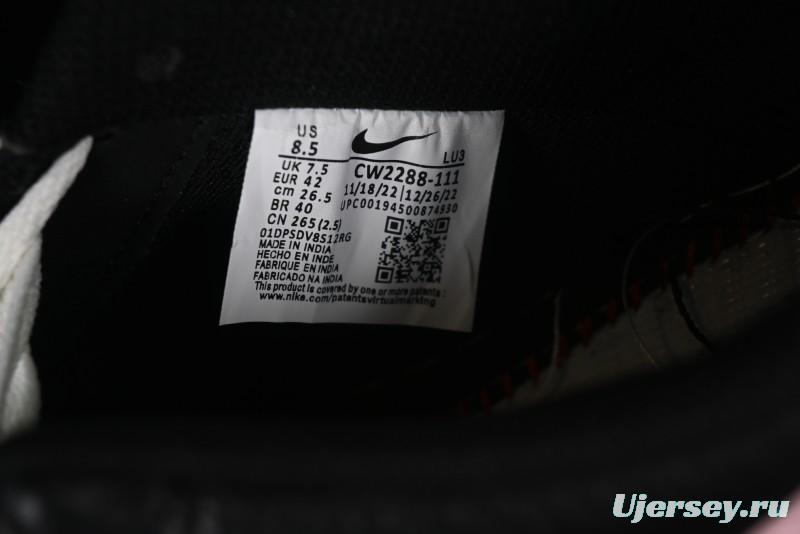 US
8.5
LU3
UK 7.5
EUR 42
cm 26.5
BR 40
CN 265 (2.5)
CW2288-111
11/18/22 | 12/26/22
UPC00194500874930
01DPSDV8S12RG
MADE IN INDIA
HECHO EN INDE
FABRIQUE EN INDIA
FABRICADO NA INDIA
This product is covered by one or more patents :
www.nike.com/patentsvirtualmarking
Ujersey.ru